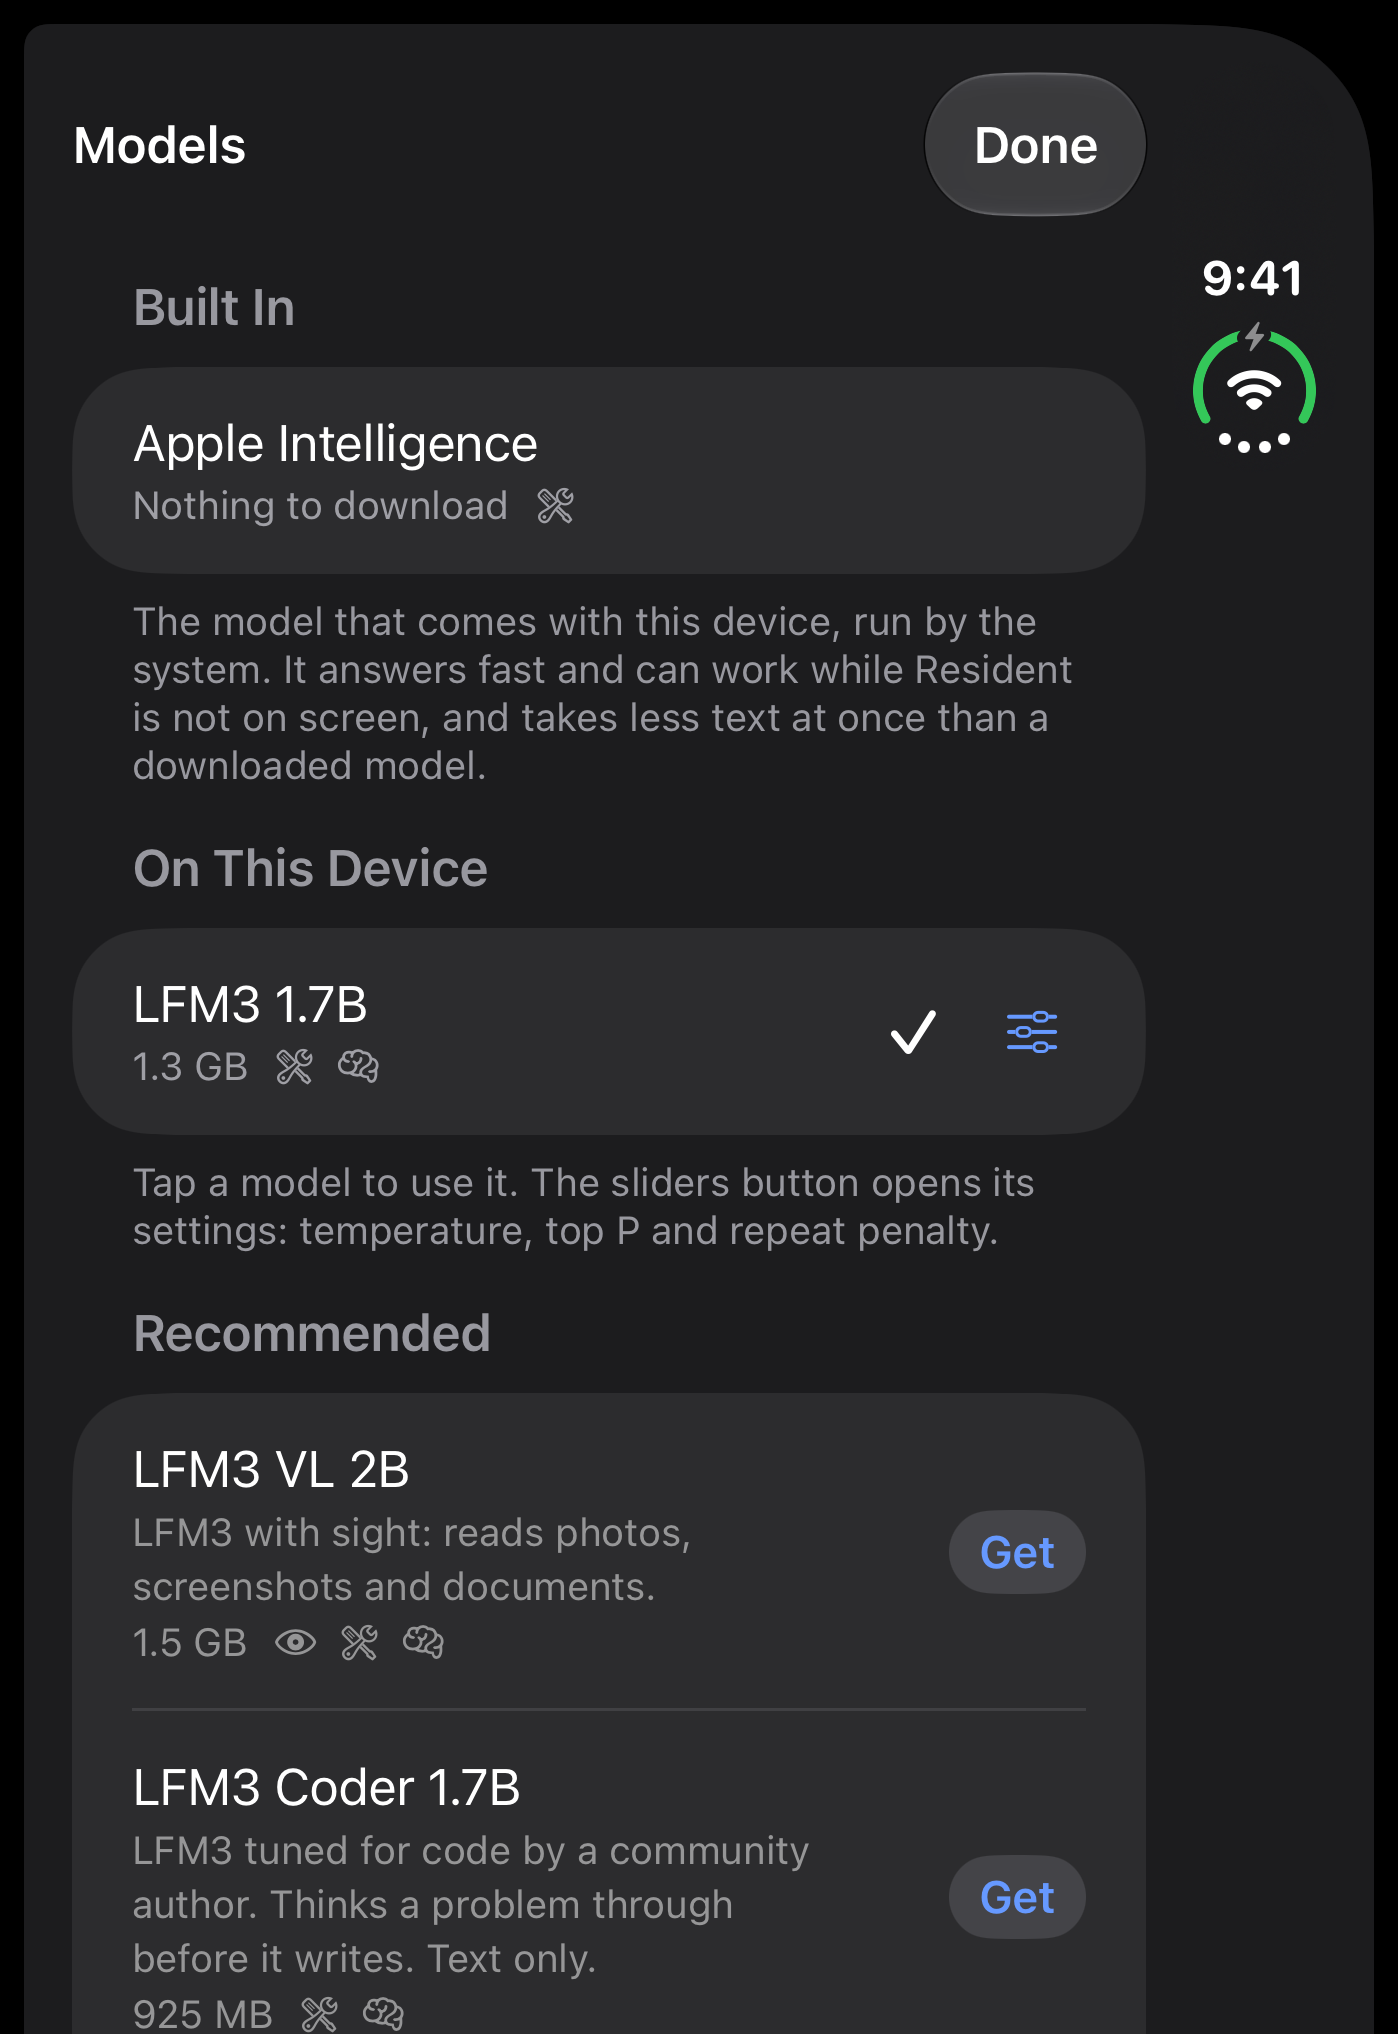 Models
Done
9:41
Built In
Apple Intelligence
Nothing to download
The model that comes with this device, run by the
system. It answers fast and can work while Resident
is not on screen, and takes less text at once than a
downloaded model.
On This Device
LFM3 1.7B
1.3 GB
Tap a model to use it. The sliders button opens its
settings: temperature, top P and repeat penalty.
Recommended
LFM3 VL 2B
LFM3 with sight: reads photos,
screenshots and documents.
Get
1.5 GB
LFM3 Coder 1.7B
LFM3 tuned for code by a community
author. Thinks a problem through
before it writes. Text only.
Get
925 MB